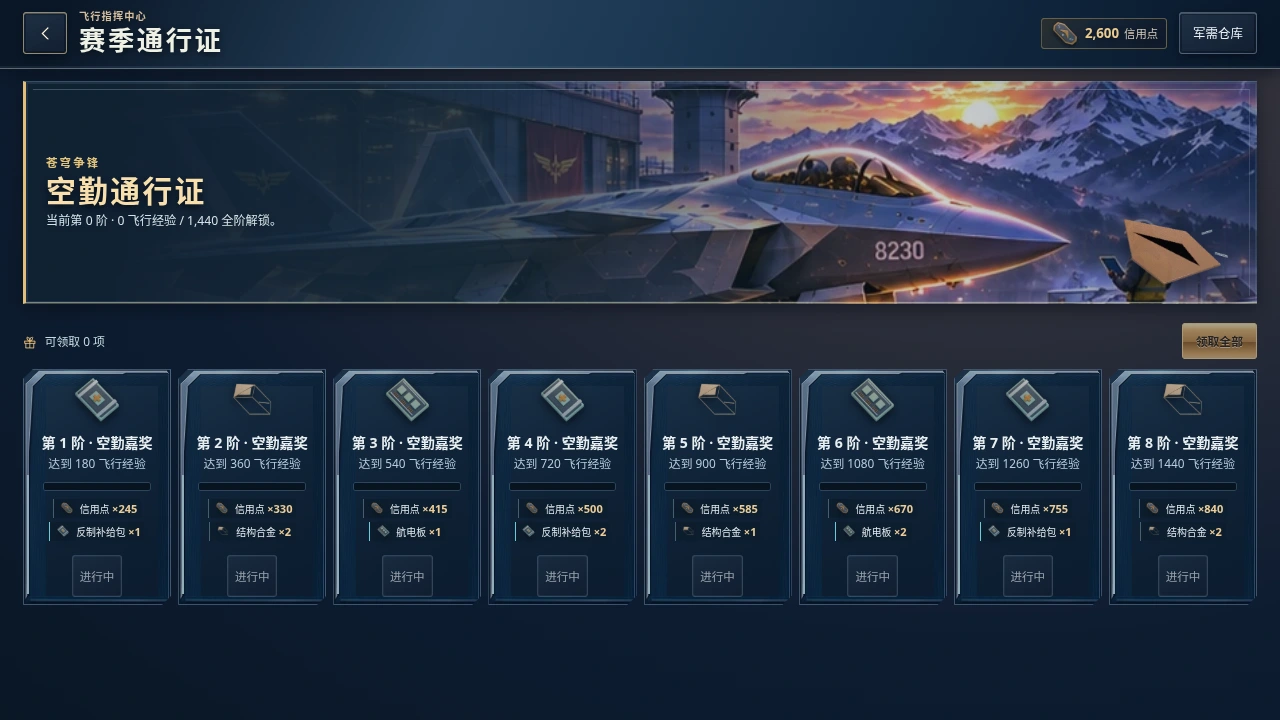 飞行指挥中心
赛季通行证
2,600 信用点
军需仓库
苍穹争锋
空勤通行证
当前第 0 阶 · 0 飞行经验 / 1,440 全阶解锁。
8230
可领取 0 项
领取全部
第 1 阶 · 空勤嘉奖
达到 180 飞行经验
信用点 ×245
反制补给包 ×1
进行中
第 2 阶 · 空勤嘉奖
达到 360 飞行经验
信用点 ×330
结构合金 ×2
进行中
第 3 阶 · 空勤嘉奖
达到 540 飞行经验
信用点 ×415
航电板 ×1
进行中
第 4 阶 · 空勤嘉奖
达到 720 飞行经验
信用点 ×500
反制补给包 ×2
进行中
第 5 阶 · 空勤嘉奖
达到 900 飞行经验
信用点 ×585
结构合金 ×1
进行中
第 6 阶 · 空勤嘉奖
达到 1080 飞行经验
信用点 ×670
航电板 ×2
进行中
第 7 阶 · 空勤嘉奖
达到 1260 飞行经验
信用点 ×755
反制补给包 ×1
进行中
第 8 阶 · 空勤嘉奖
达到 1440 飞行经验
信用点 ×840
结构合金 ×2
进行中